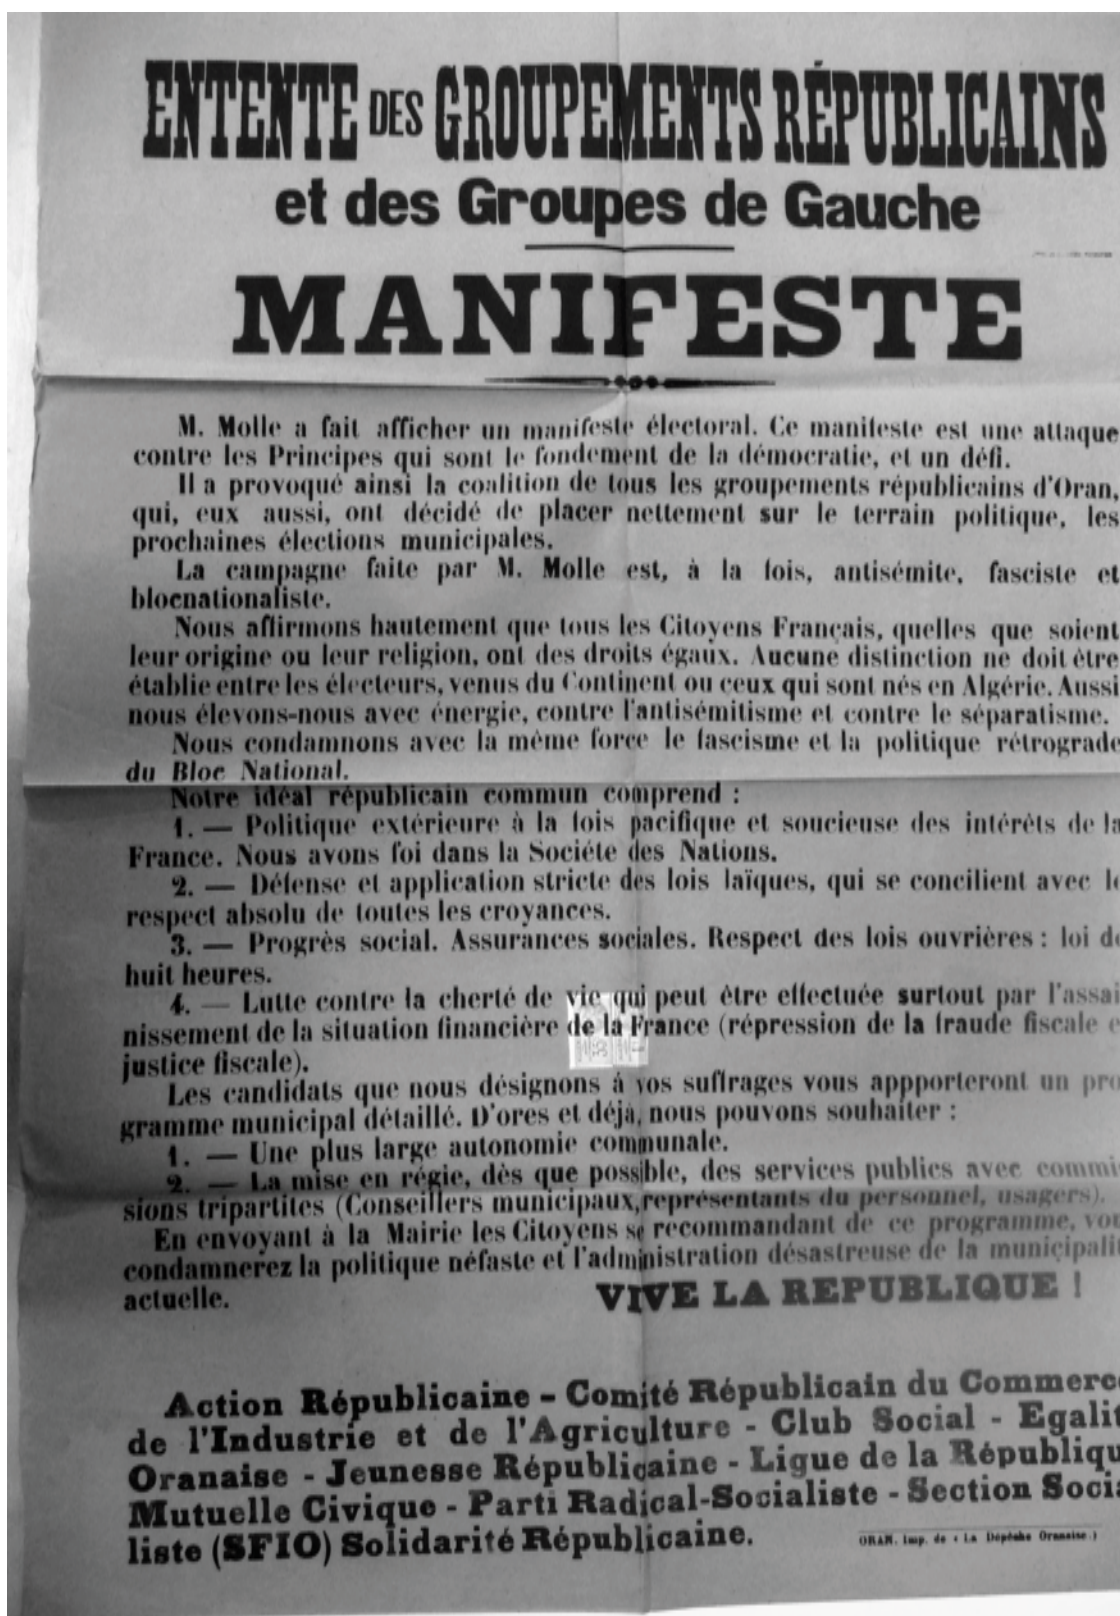 ENTENTE DES GROUPEMENTS RÉPUBLICAINS
et des Groupes de Gauche
MANIFESTE
M. Molle a fait afficher un manifeste électoral. Ce manifeste est une attaque
contre les Principes qui sont le fondement de la démocratie, et un défi.
Il a provoqué ainsi la coalition de tous les groupements républicains d'Oran,
qui, eux aussi, ont décidé de placer nettement sur le terrain politique, les
prochaines élections municipales.
La campagne faite par M. Molle est, à la fois, antisémite, fasciste et
blocnationaliste.
Nous affirmons hautement que tous les Citoyens Français, quelles que soient
leur origine ou leur religion, ont des droits égaux. Aucune distinction ne doit être
établie entre les électeurs, venus du Continent ou ceux qui sont nés en Algérie. Aussi
nous élevons-nous avec énergie, contre l'antisémitisme et contre le séparatisme.
Nous condamnons avec la même force le fascisme et la politique rétrograde
du Bloc National.
Notre idéal républicain commun comprend :
1. — Politique extérieure à la fois pacifique et soucieuse des intérêts de la
France. Nous avons foi dans la Société des Nations.
2. — Défense et application stricte des lois laïques, qui se concilient avec l
respect absolu de toutes les croyances.
3. — Progrès social. Assurances sociales. Respect des lois ouvrières : loi d
huit heures.
4. — Lutte contre la cherté de vie qui peut être effectuée surtout par l'assai
nissement de la situation financière de la France (répression de la fraude fiscale e
justice fiscale).
Les candidats que nous désignons à vos suffrages vous appporteront un pro
gramme municipal détaillé. D'ores et déjà, nous pouvons souhaiter :
1. — Une plus large autonomie communale.
2. — La mise en régie, dès que possible, des services publics avec commi
sions tripartites (Conseillers municipaux, représentants du personnel, usagers).
En envoyant à la Mairie les Citoyens se recommandant de ce programme, vou
condamnerez la politique néfaste et l'administration désastreuse de la municipalit
actuelle.
VIVE LA REPUBLIQUE !
Action Républicaine - Comité Républicain du Commerc
de l'Industrie et de l'Agriculture - Club Social - Egalit
Oranaise - Jeunesse Républicaine - Ligue de la Républiqu
Mutuelle Civique - Parti Radical-Socialiste - Section Socia
liste (SFIO) Solidarité Républicaine.
ORAN. Imp. de « La Dépêche Oranaise.)